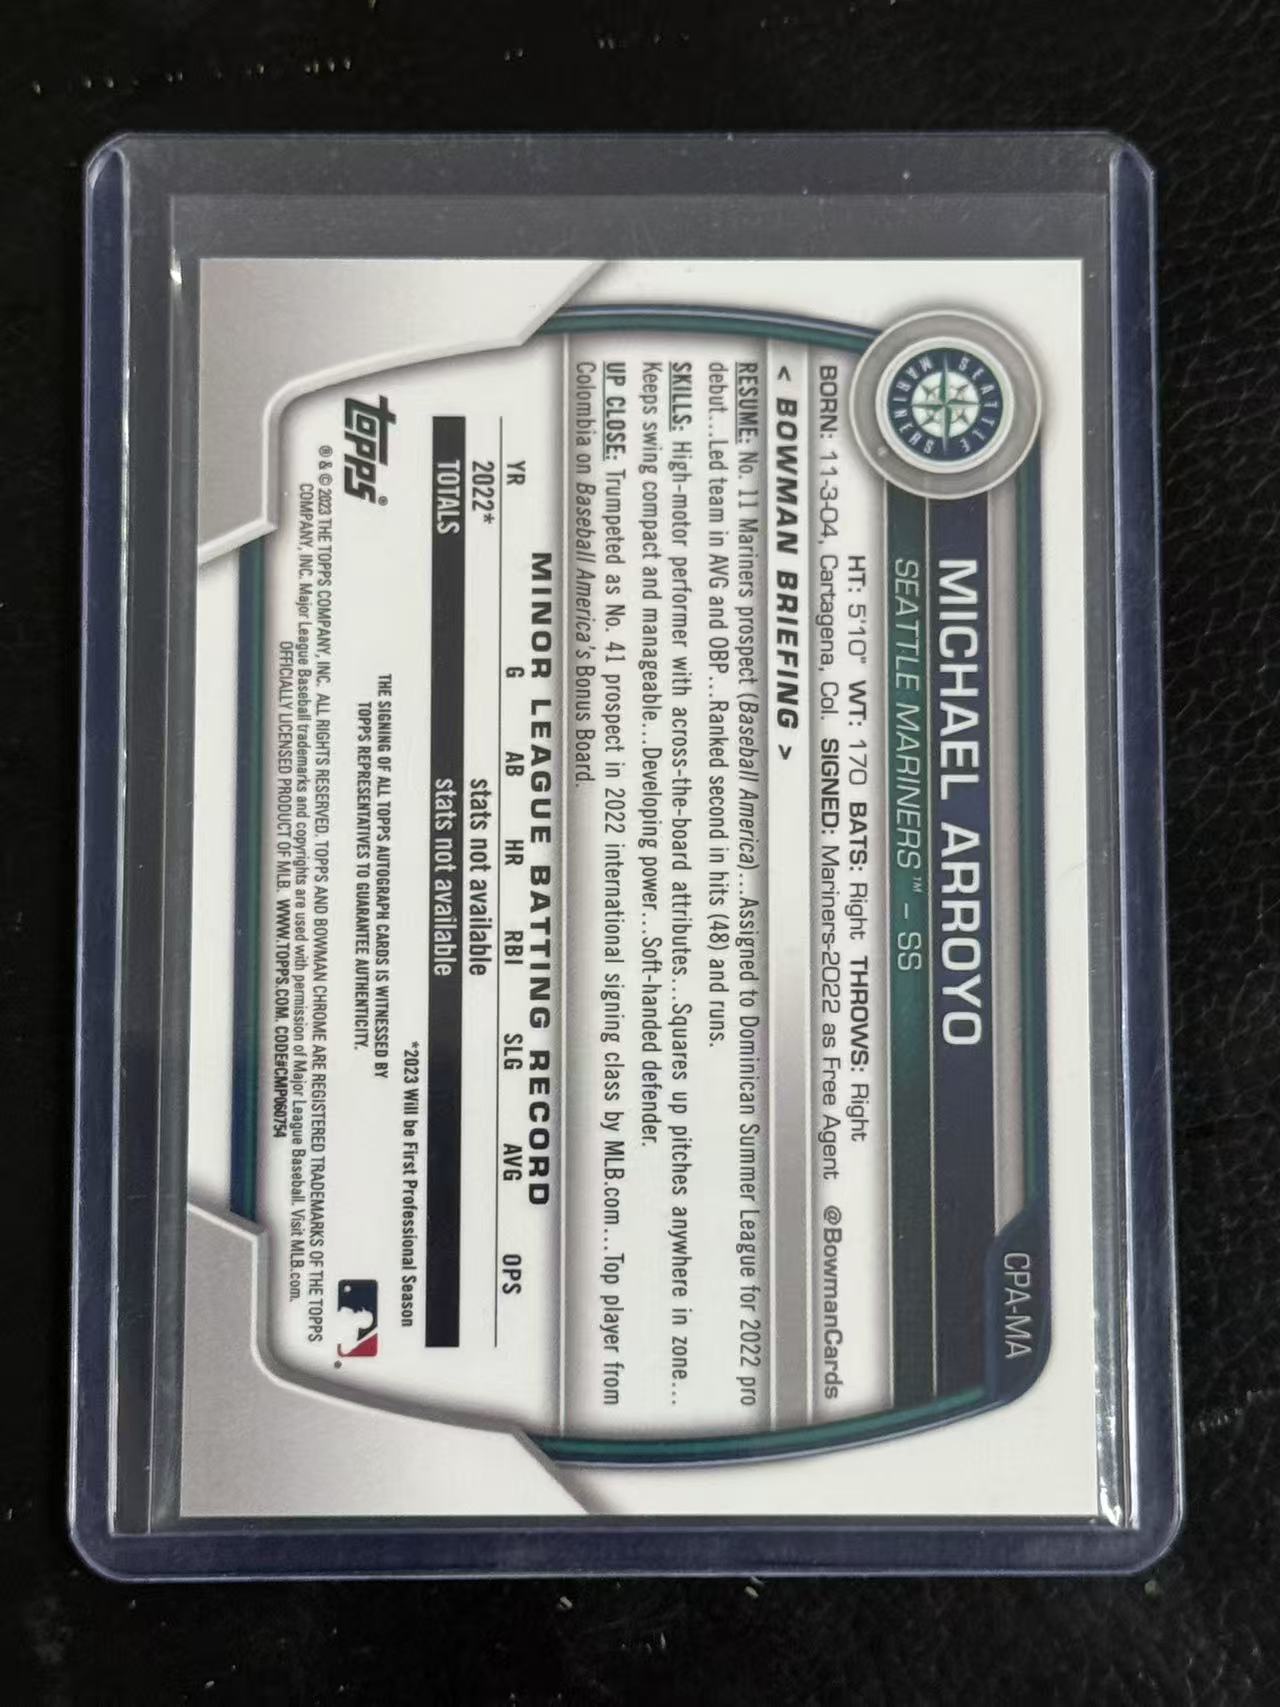 CPA-MA
MICHAEL ARROYO
SEATTLE MARINERS™ – SS
SEATTLE
MARINERS
HT: 5'10" WT: 170 BATS: Right THROWS: Right
BORN: 11-3-04, Cartagena, Col. SIGNED: Mariners-2022 as Free Agent @BowmanCards
< BOWMAN BRIEFING >
RESUME: No. 11 Mariners prospect (Baseball America)...Assigned to Dominican Summer League for 2022 pro
debut...Led team in AVG and OBP...Ranked second in hits (48) and runs.
SKILLS: High-motor performer with across-the-board attributes...Squares up pitches anywhere in zone...
Keeps swing compact and manageable...Developing power...Soft-handed defender.
UP CLOSE: Trumpeted as No. 41 prospect in 2022 international signing class by MLB.com...Top player from
Colombia on Baseball America's Bonus Board.
MINOR LEAGUE BATTING RECORD
YR G AB HR RBI SLG AVG OPS
2022* stats not available
TOTALS stats not available
*2023 Will be First Professional Season
topps®
THE SIGNING OF ALL TOPPS AUTOGRAPH CARDS IS WITNESSED BY
TOPPS REPRESENTATIVES TO GUARANTEE AUTHENTICITY.
® & © 2023 THE TOPPS COMPANY, INC. ALL RIGHTS RESERVED. TOPPS AND BOWMAN CHROME ARE REGISTERED TRADEMARKS OF THE TOPPS
COMPANY, INC. Major League Baseball trademarks and copyrights are used with permission of Major League Baseball. Visit MLB.com.
OFFICIALLY LICENSED PRODUCT OF MLB. WWW.TOPPS.COM. CODE#CMP060754